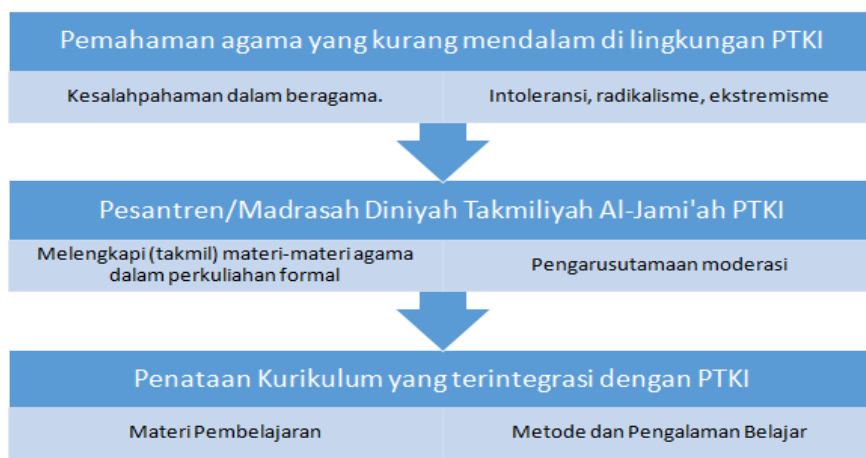 Pemahaman agama yang kurang mendalam di lingkungan PTKI
Kesalahpahaman dalam beragama.
Intoleransi, radikalisme, ekstremisme
Pesantren/Madrasah Diniyah Takmiliyah Al-Jami'ah PTKI
Melengkapi (takmil) materi-materi agama
dalam perkuliahan formal
Pengarusutamaan moderasi
Penataan Kurikulum yang terintegrasi dengan PTKI
Materi Pembelajaran
Metode dan Pengalaman Belajar